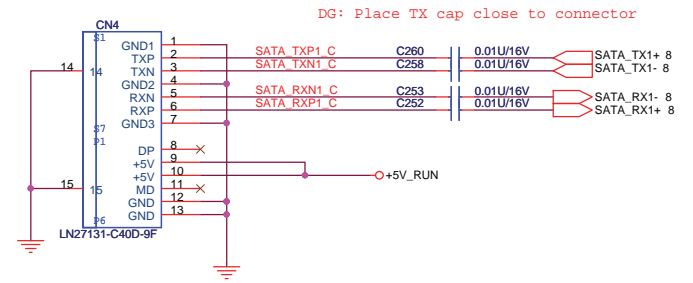 DG: Place TX cap close to connector
CN4
S1
GND1 1
TXP 2 SATA_TXP1_C C260 0.01U/16V SATA_TX1+ 8
14 14 TXN 3 SATA_TXN1_C C258 0.01U/16V SATA_TX1- 8
GND2 4
RXN 5 SATA_RXN1_C C253 0.01U/16V SATA_RX1- 8
RXP 6 SATA_RXP1_C C252 0.01U/16V SATA_RX1+ 8
S7 GND3 7
P1
DP 8
+5V 9
+5V 10 +5V_RUN
15 15 MD 11
GND 12
P6 GND 13
LN27131-C40D-9F